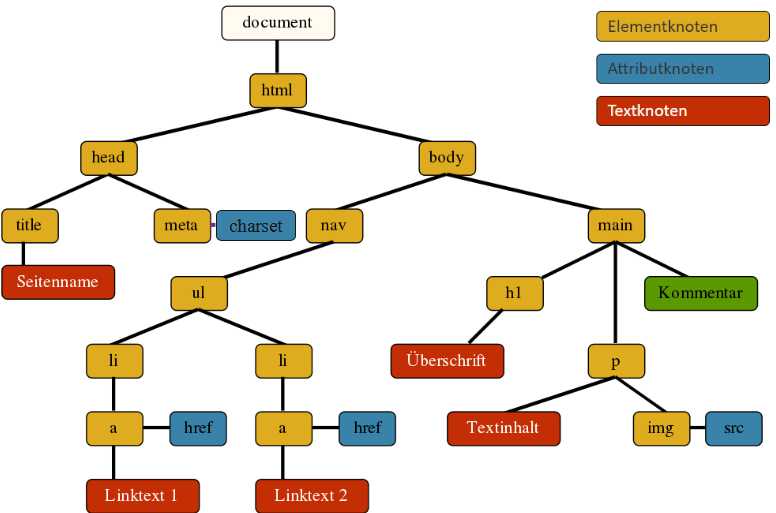 document
Elementknoten
Attributknoten
Textknoten
html
head
body
title
meta
charset
nav
main
Seitenname
ul
h1
Kommentar
li
li
Überschrift
p
a
href
a
href
Textinhalt
img
src
Linktext 1
Linktext 2